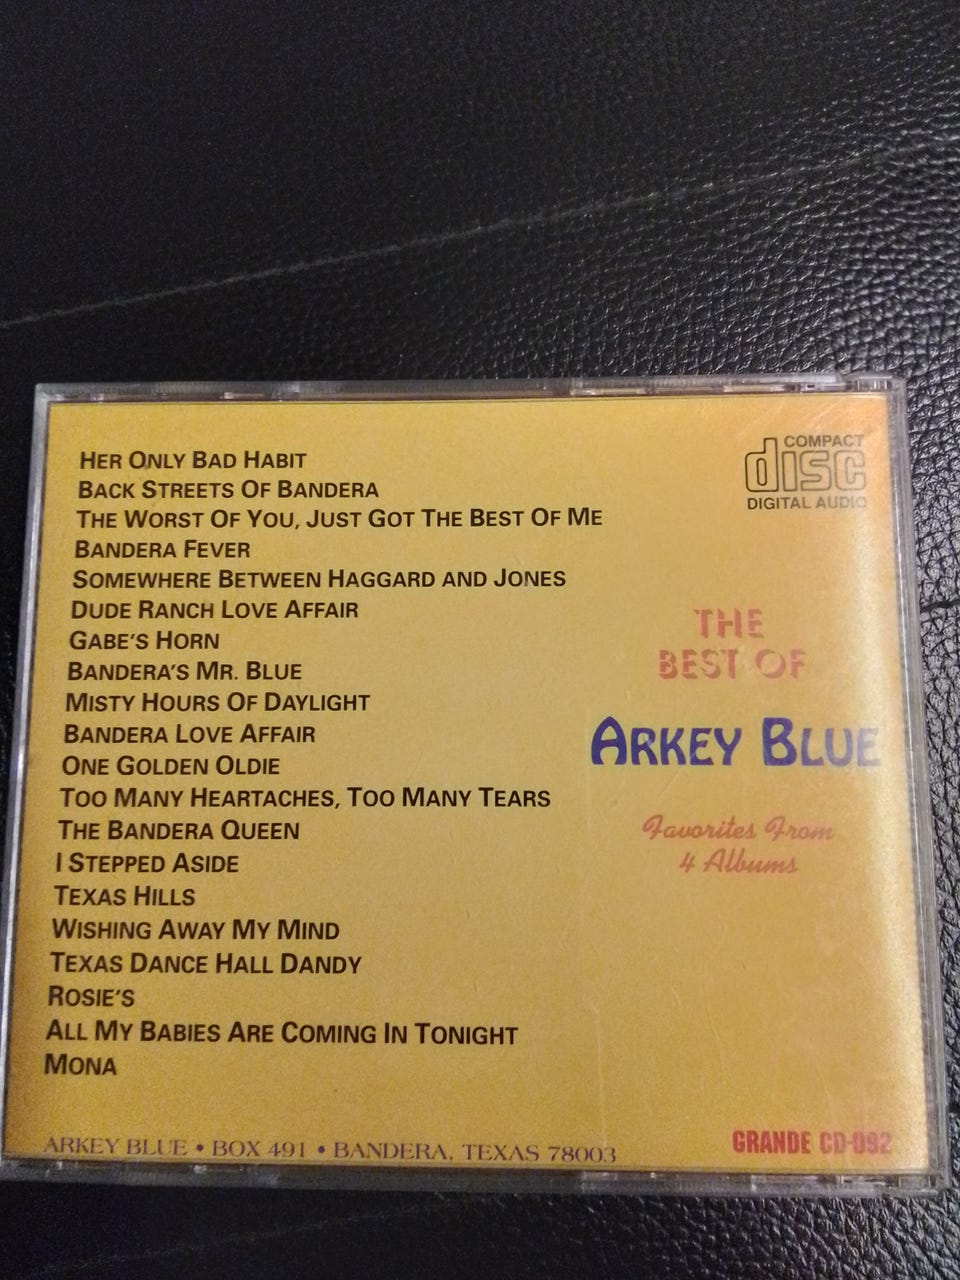 HER ONLY BAD HABIT
BACK STREETS OF BANDERA
THE WORST OF YOU, JUST GOT THE BEST OF ME
BANDERA FEVER
SOMEWHERE BETWEEN HAGGARD AND JONES
DUDE RANCH LOVE AFFAIR
GABE'S HORN
BANDERA'S MR. BLUE
MISTY HOURS OF DAYLIGHT
BANDERA LOVE AFFAIR
ONE GOLDEN OLDIE
TOO MANY HEARTACHES, TOO MANY TEARS
THE BANDERA QUEEN
I STEPPED ASIDE
TEXAS HILLS
WISHING AWAY MY MIND
TEXAS DANCE HALL DANDY
ROSIE'S
ALL MY BABIES ARE COMING IN TONIGHT
MONA
COMPACT
disc
DIGITAL AUDIO
THE
BEST OF
ARKEY BLUE
Favorites From
4 Albums
ARKEY BLUE • BOX 491 • BANDERA, TEXAS 78003
GRANDE CD-092